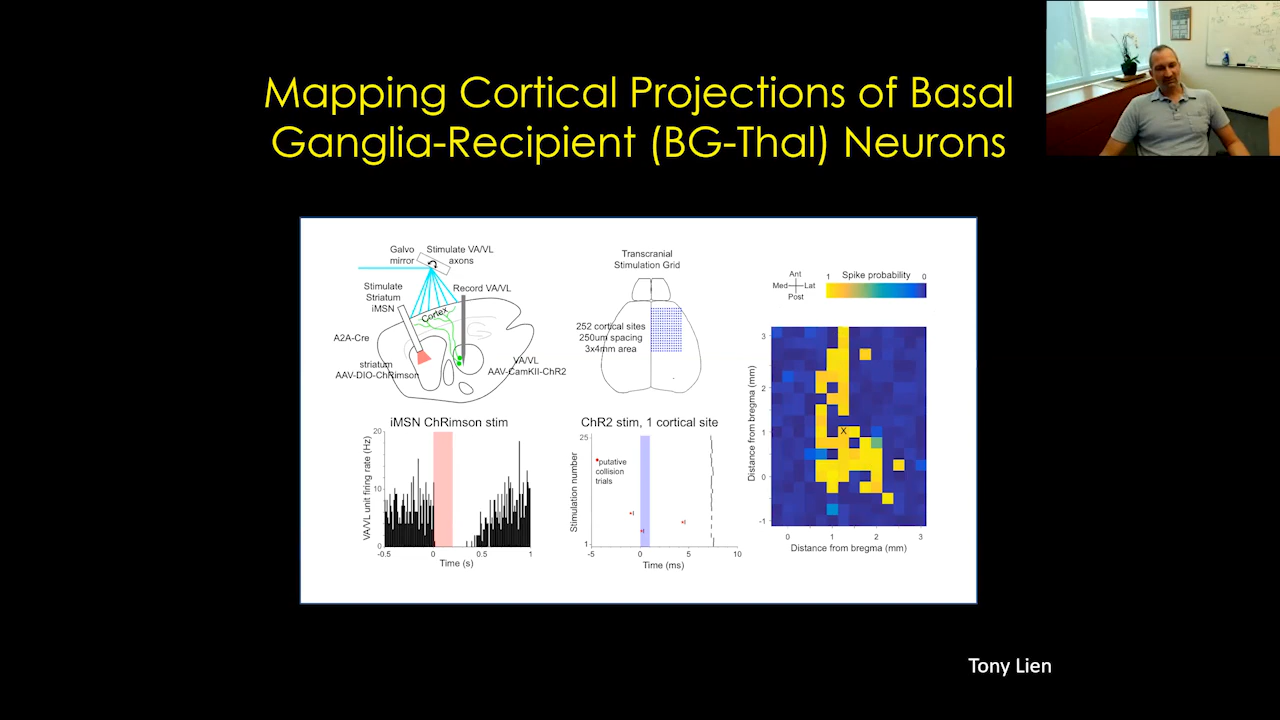 Mapping Cortical Projections of Basal
Ganglia-Recipient (BG-Thal) Neurons
Galvo
mirror
Stimulate VA/VL
axons
Stimulate
Striatum
iMSN
Record VA/VL
Cortex
A2A-Cre
striatum
AAV-DIO-ChRimson
VA/VL
AAV-CamKII-ChR2
Transcranial
Stimulation Grid
252 cortical sites
250um spacing
3x4mm area
Ant
Med
Lat
Post
1 Spike probability 0
iMSN ChRimson stim
VA/VL unit firing rate (Hz)
20
10
0
-0.5 0 0.5 1
Time (s)
ChR2 stim, 1 cortical site
Stimulation number
25
1
*putative
collision
trials
-5 0 5 10
Time (ms)
Distance from bregma (mm)
3
2
1
0
-1
X
0 1 2 3
Distance from bregma (mm)
Tony Lien